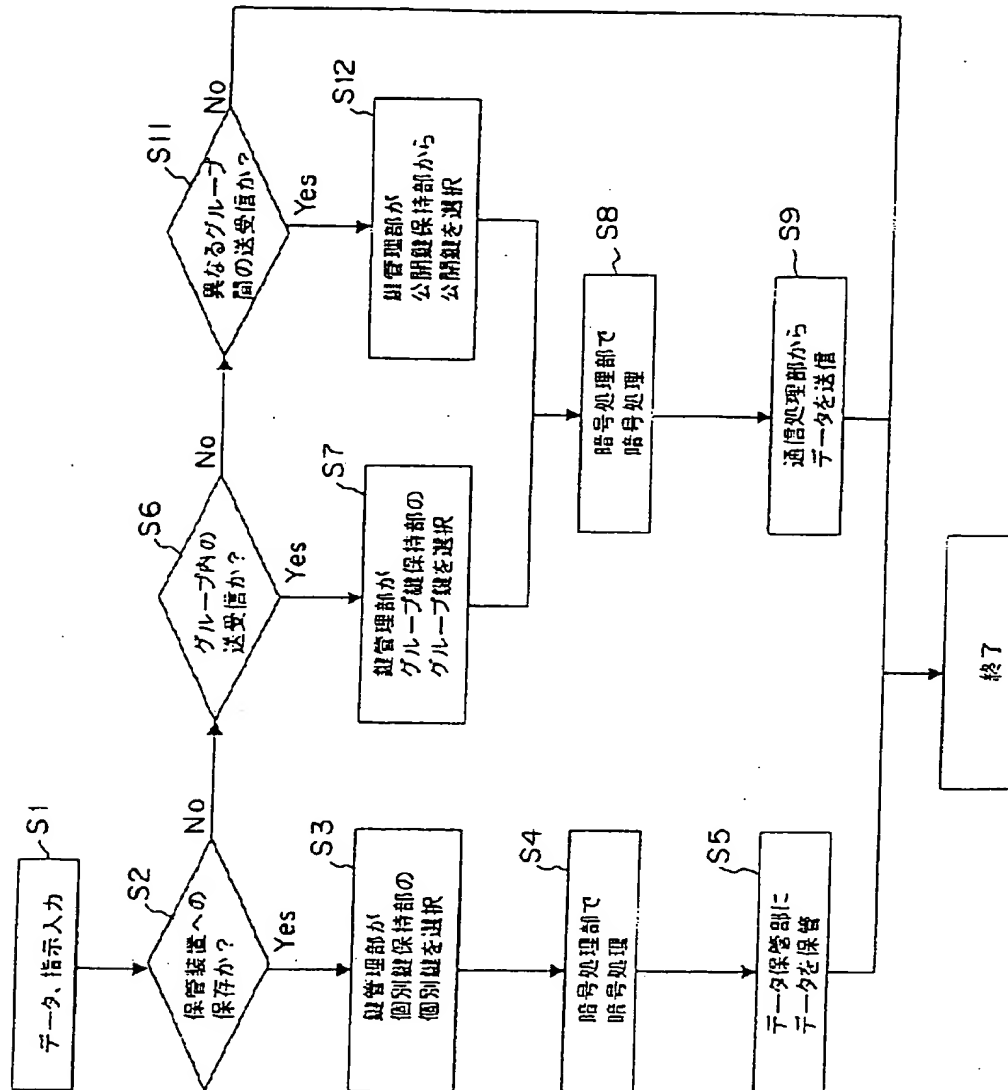 S1
データ、指示入力
S2
保管装置への
保存か?
No
Yes
S3
鍵管理部が
個別鍵保持部の
個別鍵を選択
S4
暗号処理部で
暗号処理
S5
データ保管部に
データを保管
S6
グループ内の
送受信か?
No
Yes
S7
鍵管理部が
グループ鍵保持部の
グループ鍵を選択
S11
異なるグループ
間の送受信か?
No
Yes
S12
鍵管理部が
公開鍵保持部から
公開鍵を選択
S8
暗号処理部で
暗号処理
S9
通信処理部から
データを送信
終了